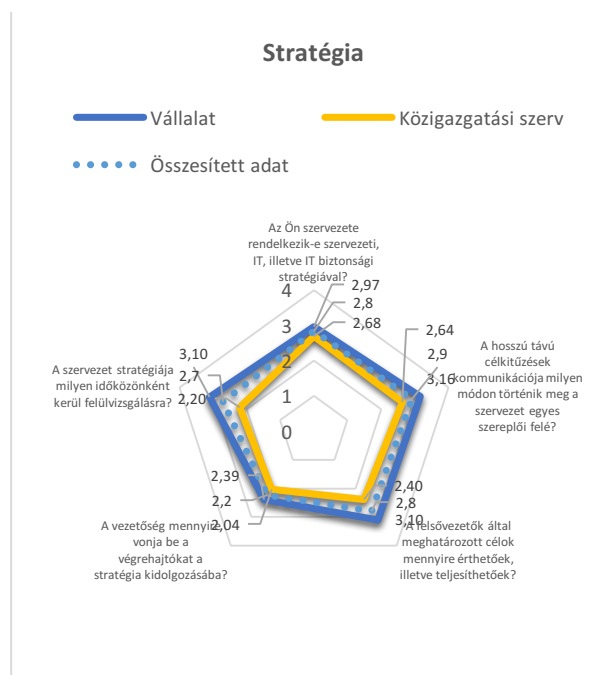 Stratégia
Vállalat
Közigazgatási szerv
Összesített adat
Az Ön szervezete
rendelkezik-e szervezeti,
IT, illetve IT biztonsági
stratégiával?
2,97
2,8
2,68
4
3
2
1
0
2,64
2,9
3,16
A hosszú távú
célkitűzések
kommunikációja milyen
módon történik meg a
szervezet egyes
szereplői felé?
2,40
2,8
3,10
A felsővezetők által
meghatározott célok
mennyire érthetőek,
illetve teljesíthetőek?
2,39
2,2
2,04
A vezetőség mennyire
vonja be a
végrehajtókat a
stratégia kidolgozásába?
3,10
2,7
2,20
A szervezet stratégiája
milyen időközönként
kerül felülvizsgálásra?